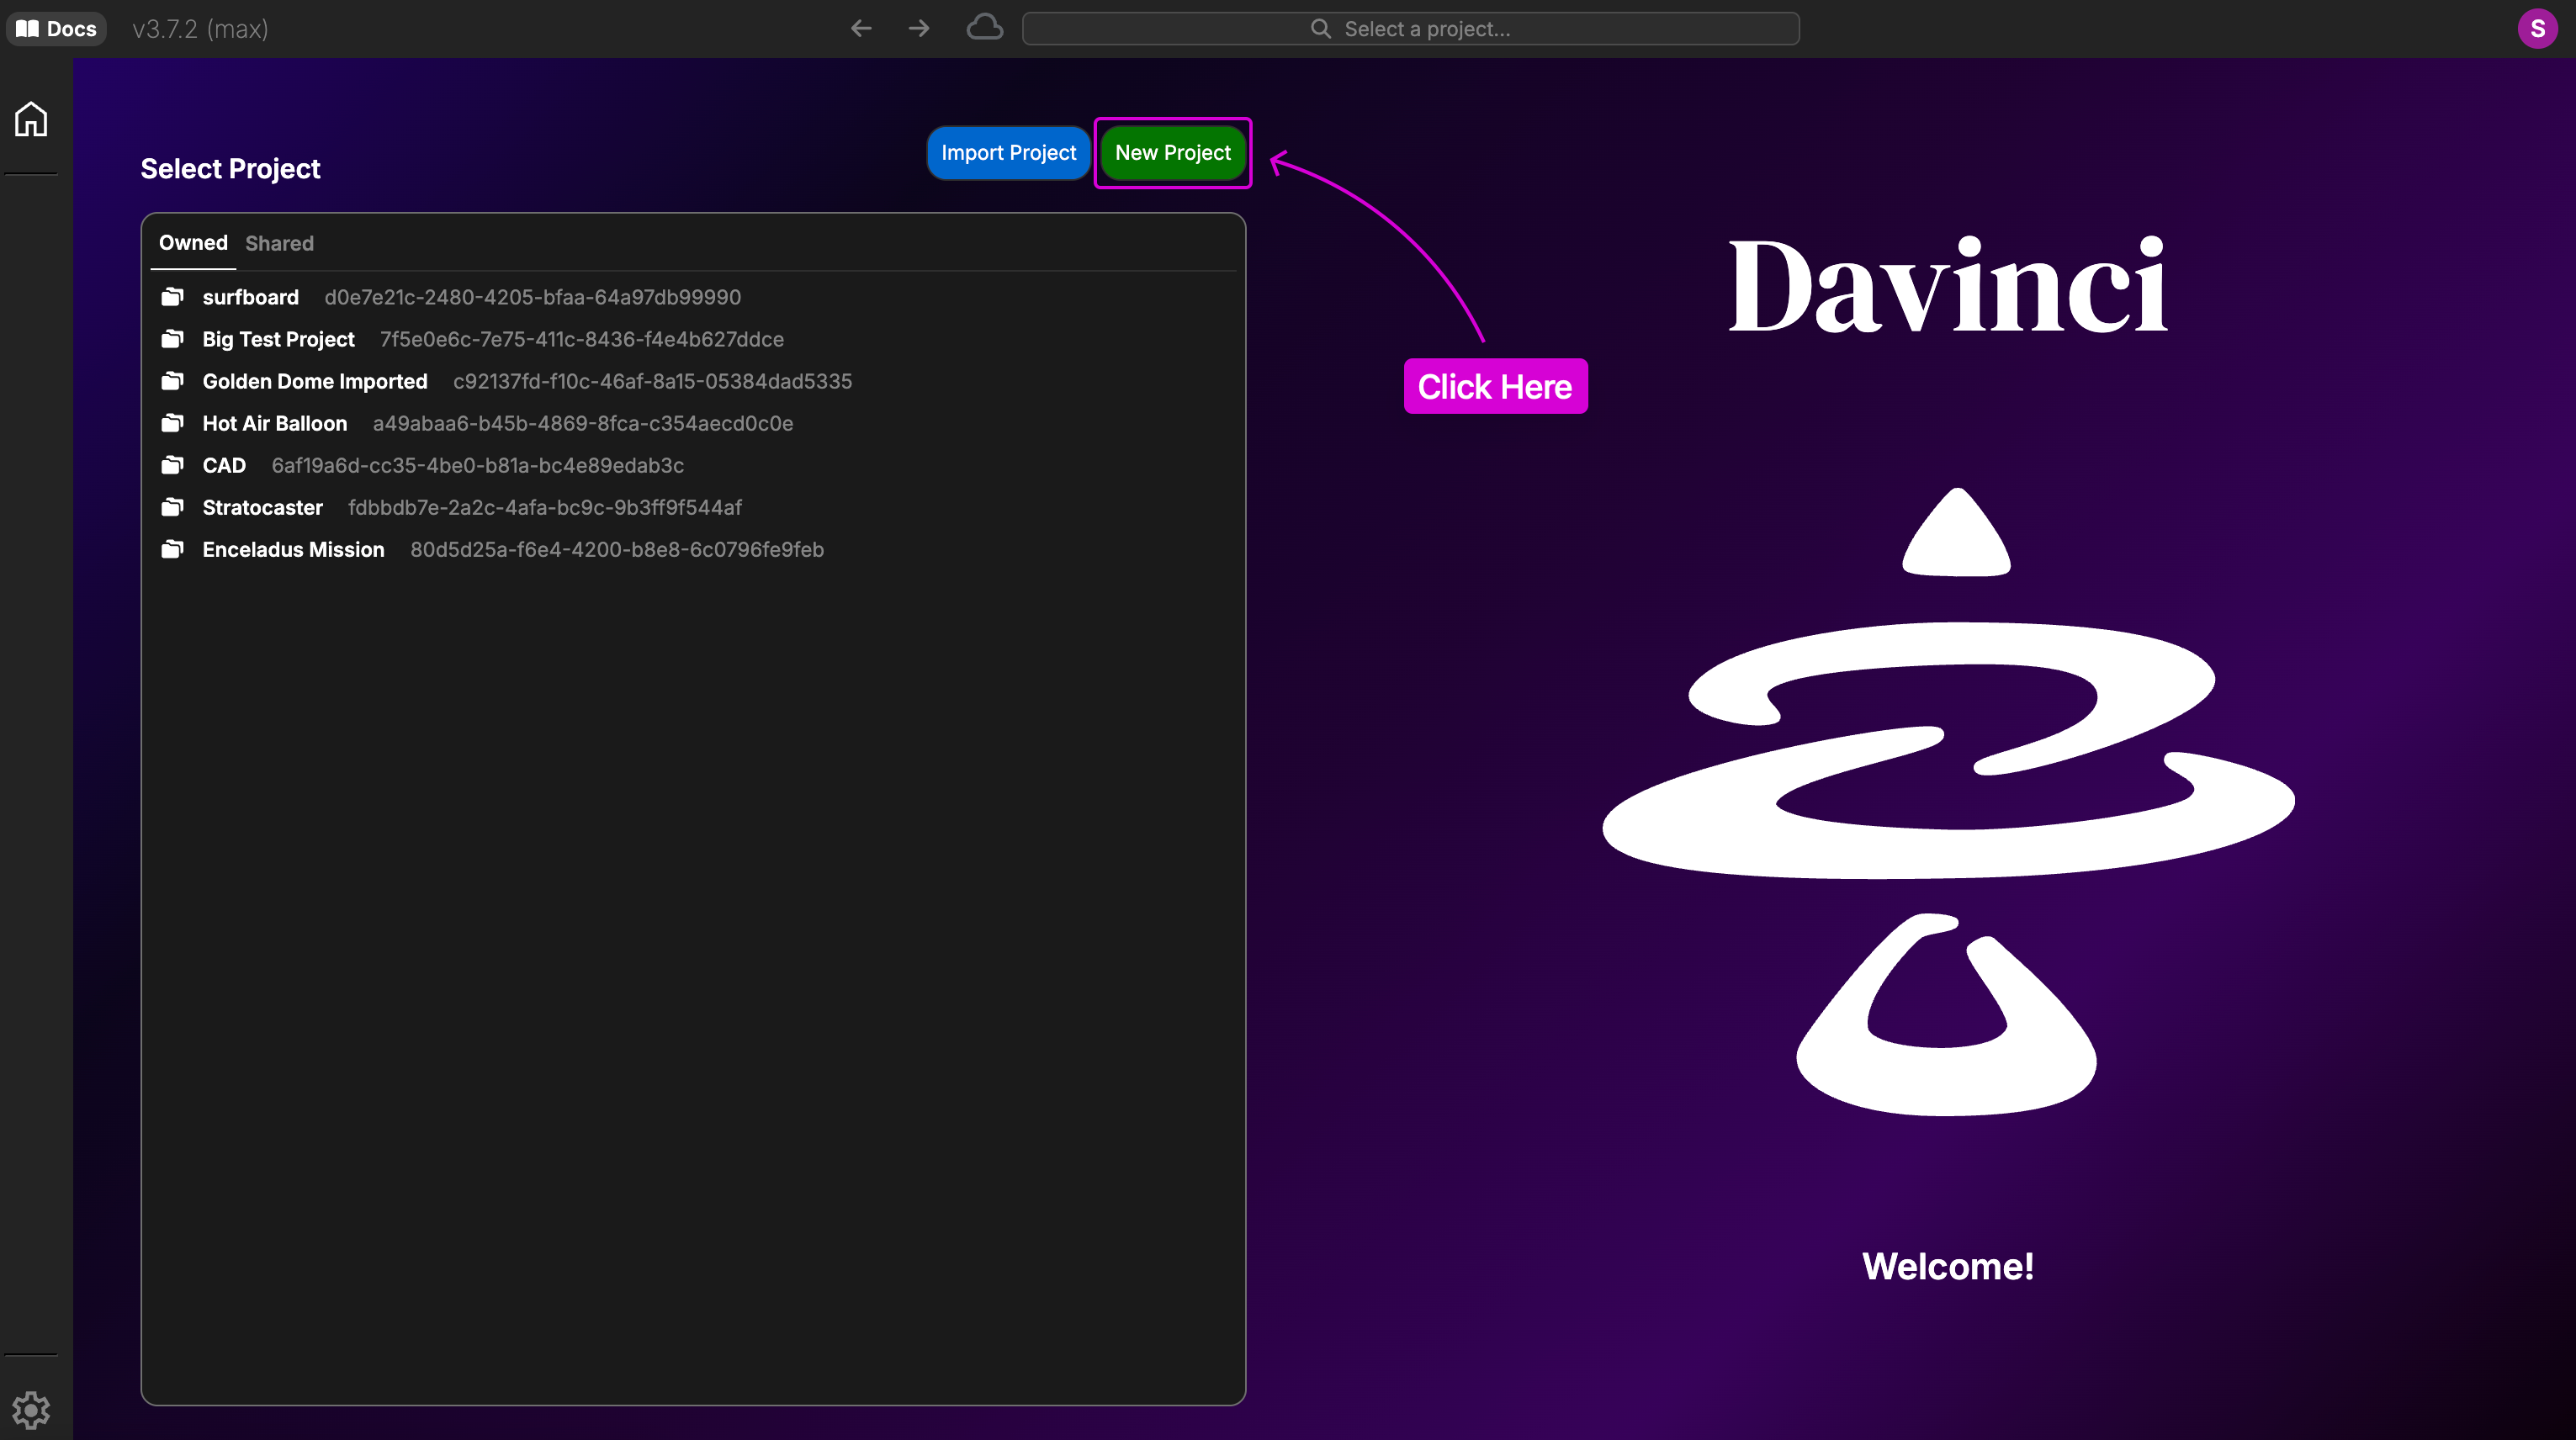 Docs v3.7.2 (max) Select a project... S
Import Project New Project
Select Project
Owned Shared
surfboard d0e7e21c-2480-4205-bfaa-64a97db99990
Big Test Project 7f5e0e6c-7e75-411c-8436-f4e4b627ddce
Golden Dome Imported c92137fd-f10c-46af-8a15-05384dad5335
Hot Air Balloon a49abaa6-b45b-4869-8fca-c354aecd0c0e
CAD 6af19a6d-cc35-4be0-b81a-bc4e89edab3c
Stratocaster fdbbdb7e-2a2c-4afa-bc9c-9b3ff9f544af
Enceladus Mission 80d5d25a-f6e4-4200-b8e8-6c0796fe9feb
Click Here
Davinci
Welcome!